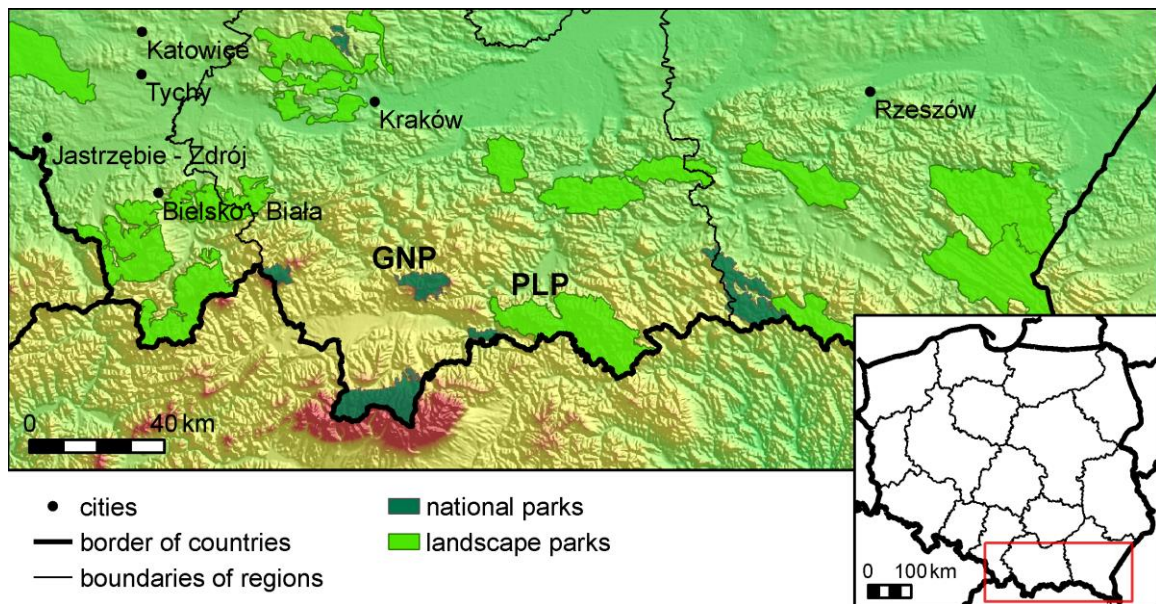 Katowice
Tychy
Kraków
Rzeszów
Jastrzębie - Zdrój
Bielsko - Biała
GNP
PLP
0 40 km
cities
border of countries
boundaries of regions
national parks
landscape parks
0 100 km